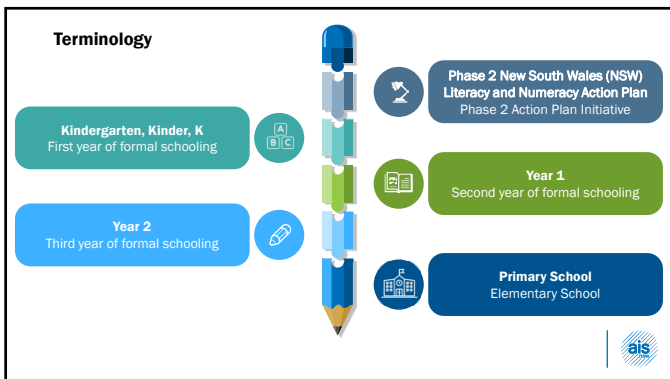 Terminology
Phase 2 New South Wales (NSW)
Literacy and Numeracy Action Plan
Phase 2 Action Plan Initiative
Kindergarten, Kinder, K
First year of formal schooling
A
B C
Year 1
Second year of formal schooling
Year 2
Third year of formal schooling
Primary School
Elementary School
ais
nsw